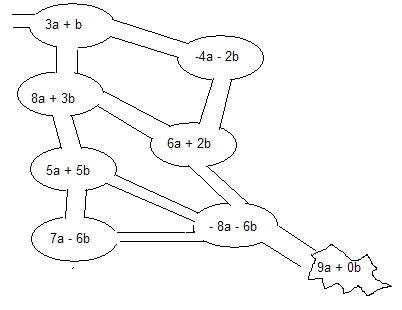 3a + b
-4a - 2b
8a + 3b
6a + 2b
5a + 5b
- 8a - 6b
7a - 6b
9a + 0b